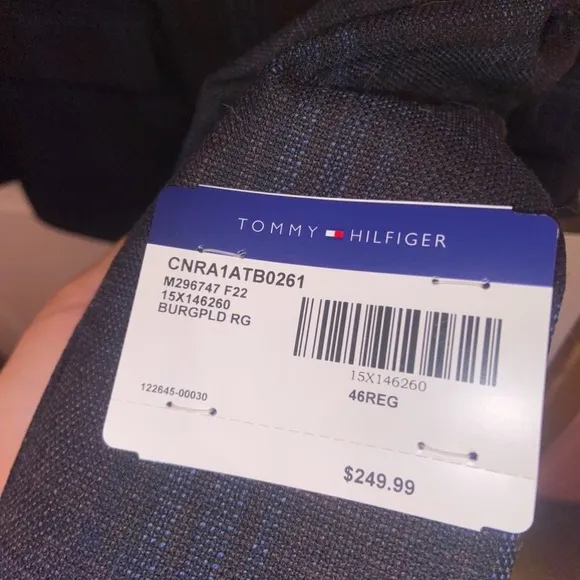 TOMMY HILFIGER
CNRA1ATB0261
M296747 F22
15X146260
BURGPLD RG
15X146260
46REG
122645-00030
$249.99